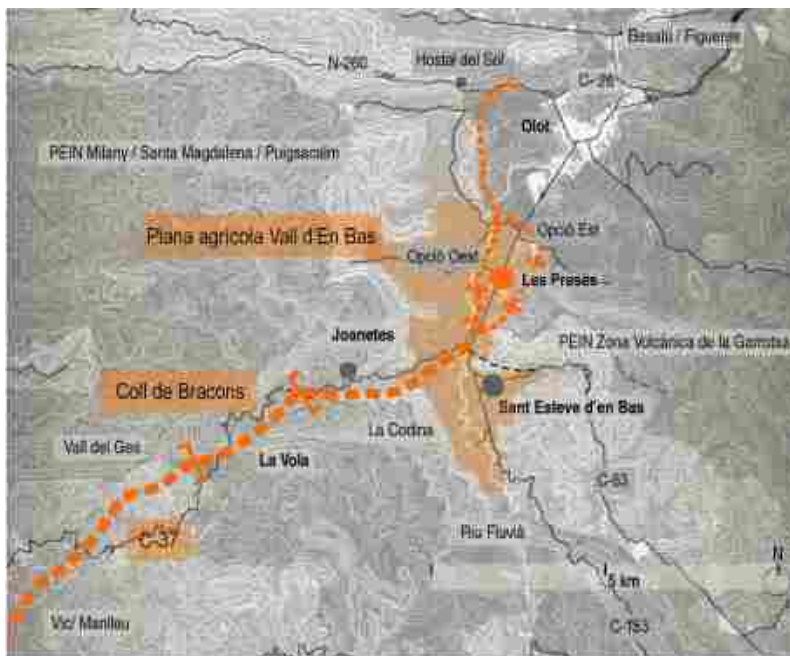 Besalú / Figueres
Hostal del Sol
N-260
C-26
Olot
PEIN Milany / Santa Magdalena / Puigsacalm
Plana agrícola Vall d'En Bas
Opció Est
Opció Oest
Les Preses
Joanetes
PEIN Zona Volcànica de la Garrotxa
Coll de Bracons
Sant Esteve d'en Bas
La Cortina
Vall del Ges
La Vola
C-63
C-37
Riu Fluvià
N
5 km
Vic/ Manlleu
C-153